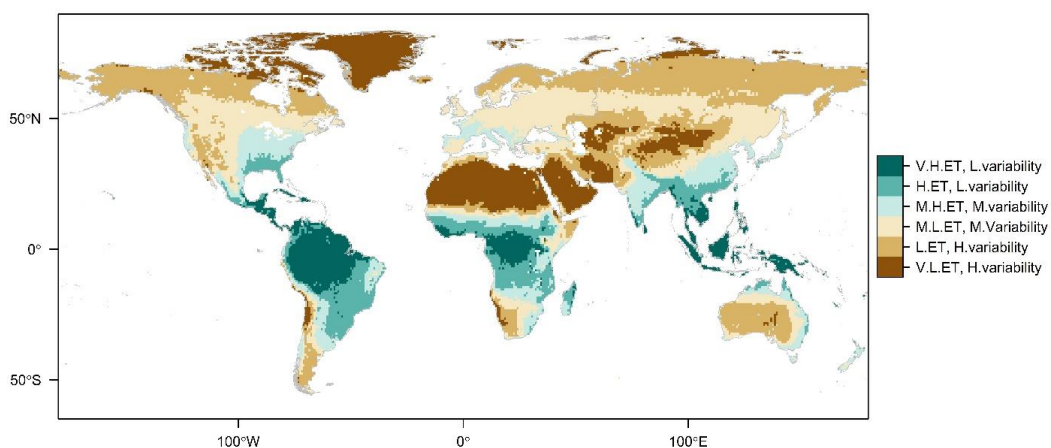 50°N
0°
50°S
100°W
0°
100°E
V.H.ET, L.variability
H.ET, L.variability
M.H.ET, M.variability
M.L.ET, M.Variability
L.ET, H.variability
V.L.ET, H.variability